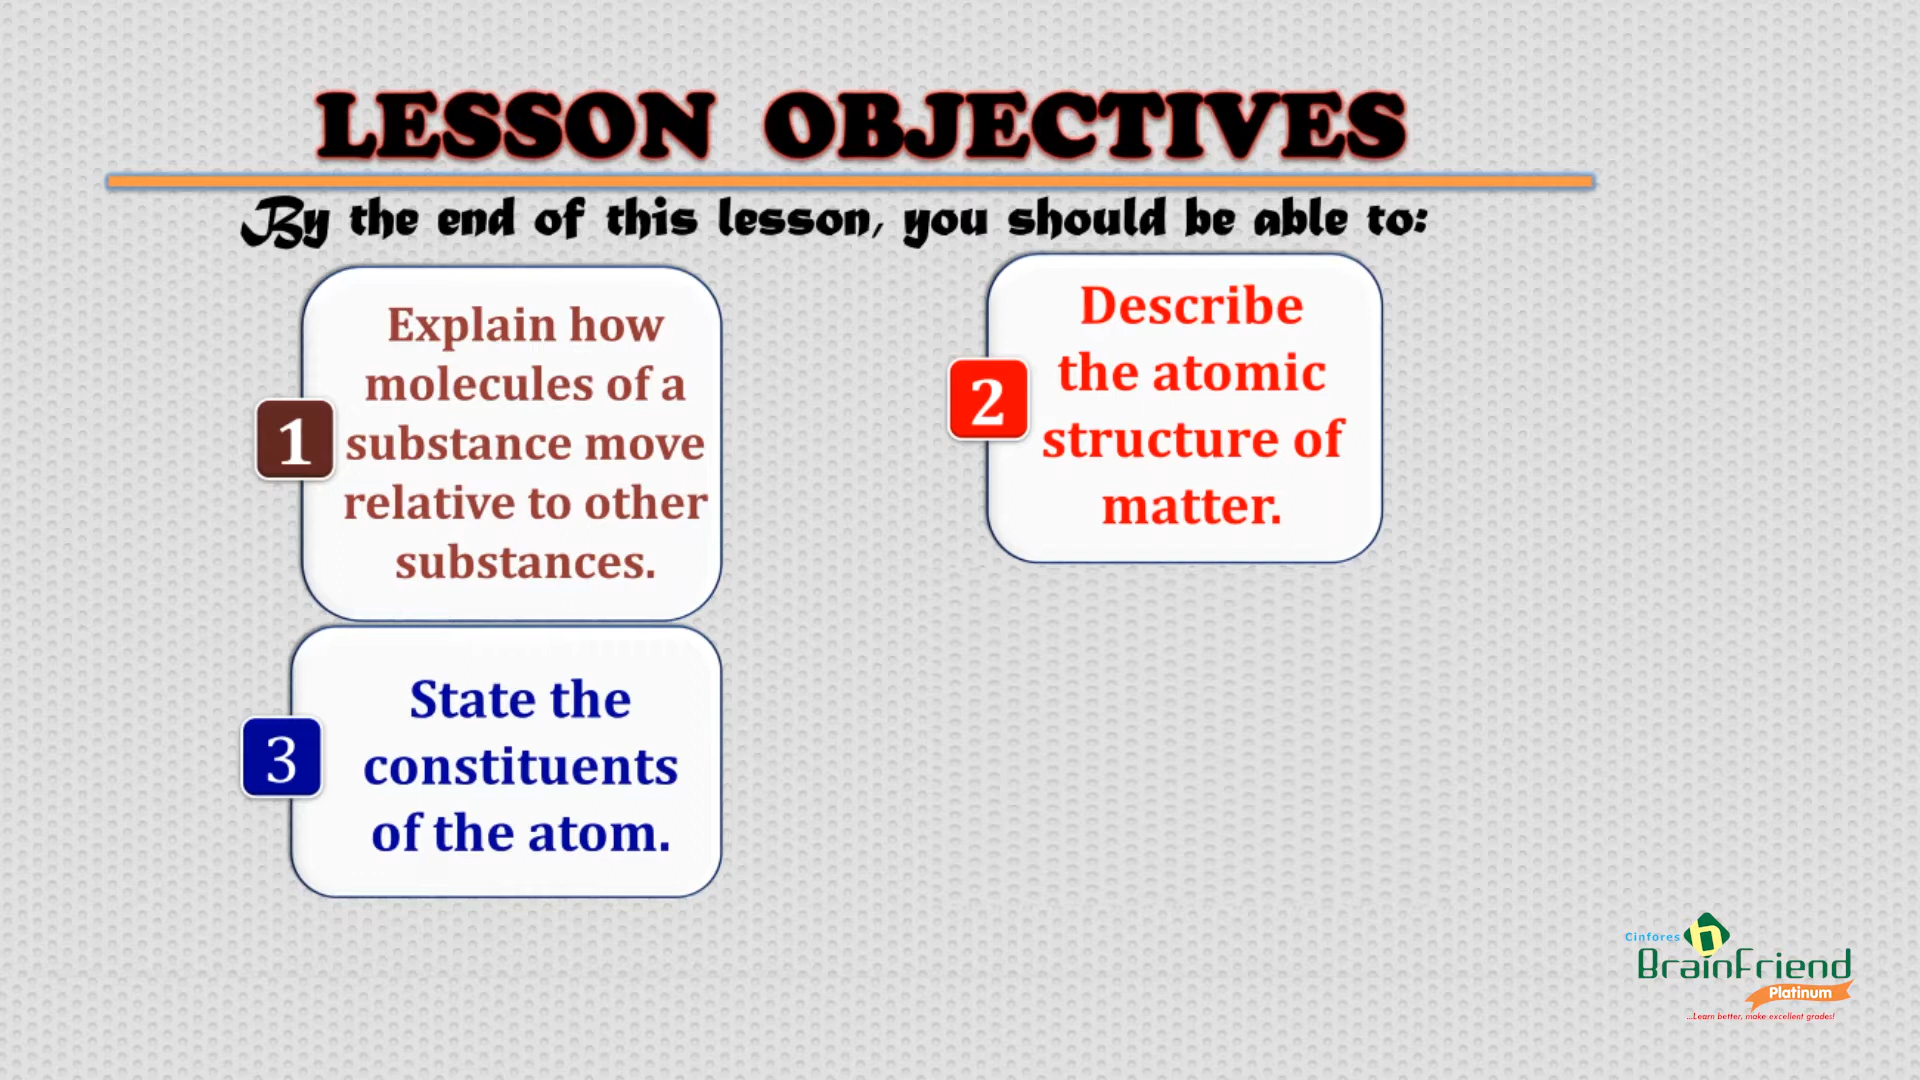 LESSON OBJECTIVES
By the end of this lesson, you should be able to:
1
Explain how
molecules of a
substance move
relative to other
substances.
2
Describe
the atomic
structure of
matter.
3
State the
constituents
of the atom.
Cinfores
BrainFriend
Platinum
...Learn better, make excellent grades!